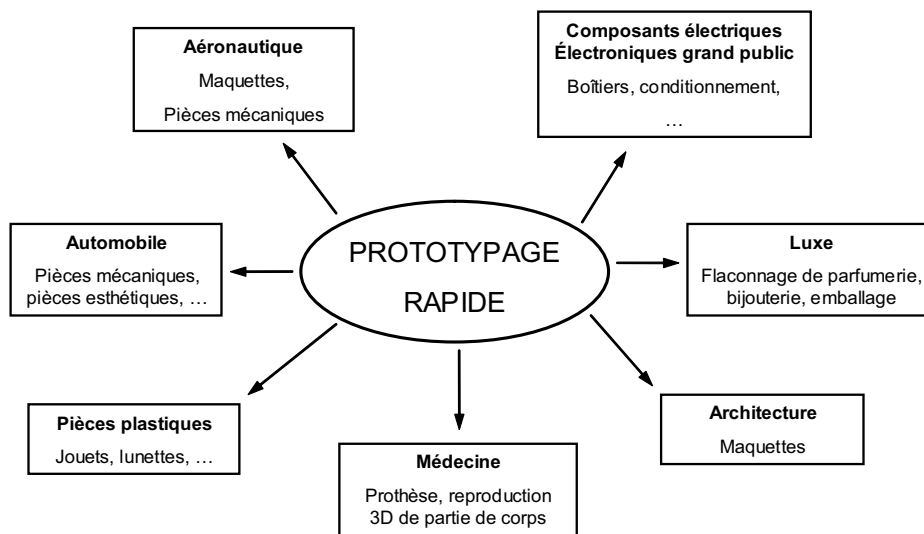 Aéronautique
Maquettes,
Pièces mécaniques
Composants électriques
Électroniques grand public
Boîtiers, conditionnement,
…
Automobile
Pièces mécaniques,
pièces esthétiques, …
PROTOTYPAGE
RAPIDE
Luxe
Flaconnage de parfumerie,
bijouterie, emballage
Pièces plastiques
Jouets, lunettes, …
Médecine
Prothèse, reproduction
3D de partie de corps
Architecture
Maquettes